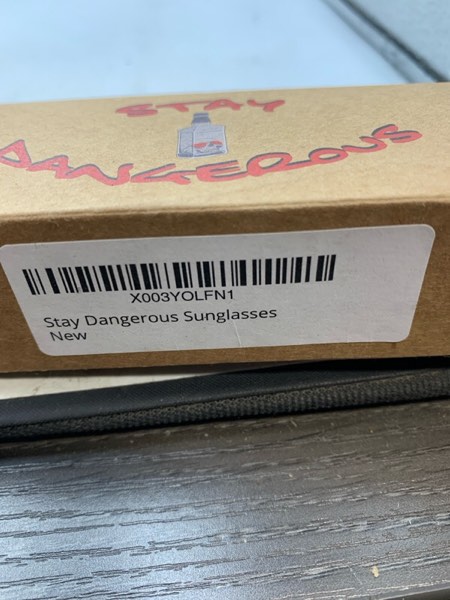 STAY
DANGEROUS
X003YOLFN1
Stay Dangerous Sunglasses
New